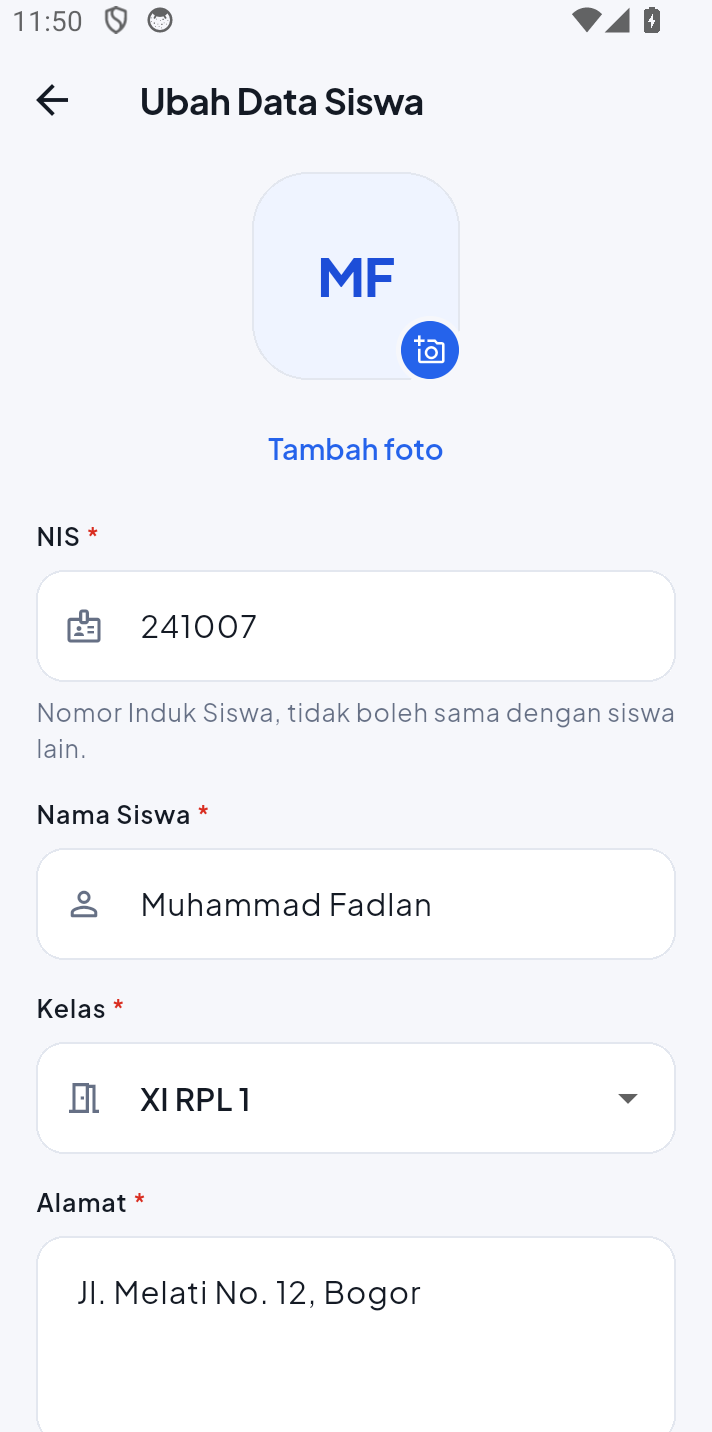 11:50
Ubah Data Siswa
MF
Tambah foto
NIS *
241007
Nomor Induk Siswa, tidak boleh sama dengan siswa
lain.
Nama Siswa *
Muhammad Fadlan
Kelas *
XI RPL 1
Alamat *
Jl. Melati No. 12, Bogor